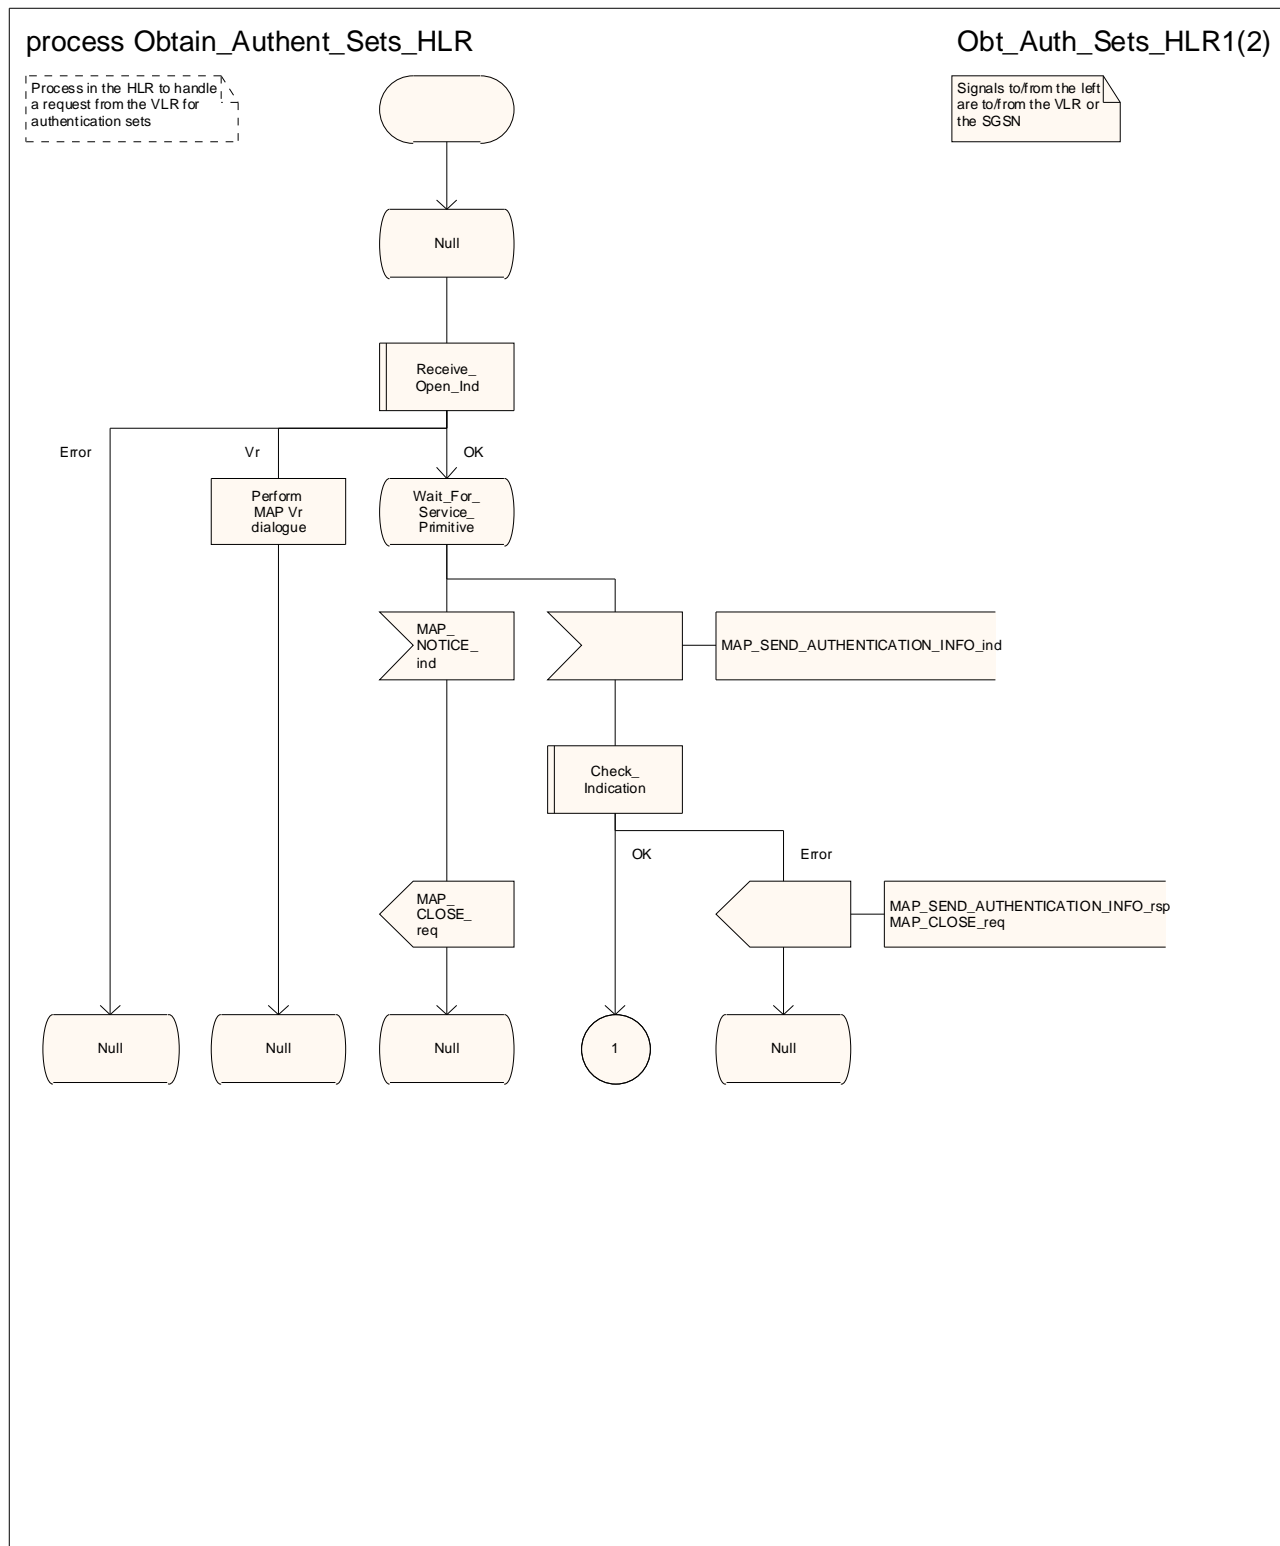 process Obtain_Authent_Sets_HLR
Obt_Auth_Sets_HLR1(2)
Process in the HLR to handle
a request from the VLR for
authentication sets
Signals to/from the left
are to/from the VLR or
the SGSN
Null
Receive_
Open_Ind
Error
Vr
OK
Perform
MAP Vr
dialogue
Wait_For_
Service_
Primitive
MAP_
NOTICE_
ind
MAP_SEND_AUTHENTICATION_INFO_ind
Check_
Indication
OK
Error
MAP_
CLOSE_
req
MAP_SEND_AUTHENTICATION_INFO_rsp
MAP_CLOSE_req
Null
Null
Null
1
Null